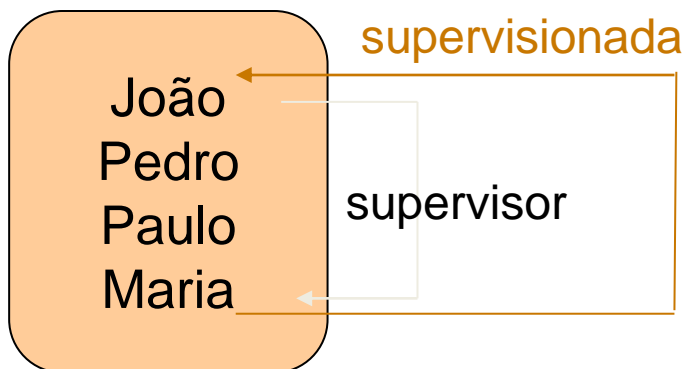 supervisionada
João
Pedro
Paulo
supervisor
Maria